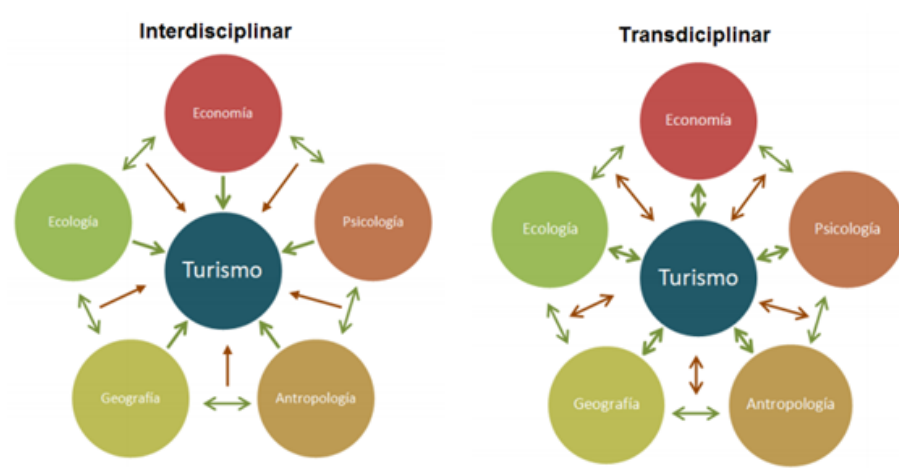 Interdisciplinar
Economía
Ecología
Psicología
Turismo
Geografía
Antropología
Transdiciplinar
Economía
Ecología
Psicología
Turismo
Geografía
Antropología